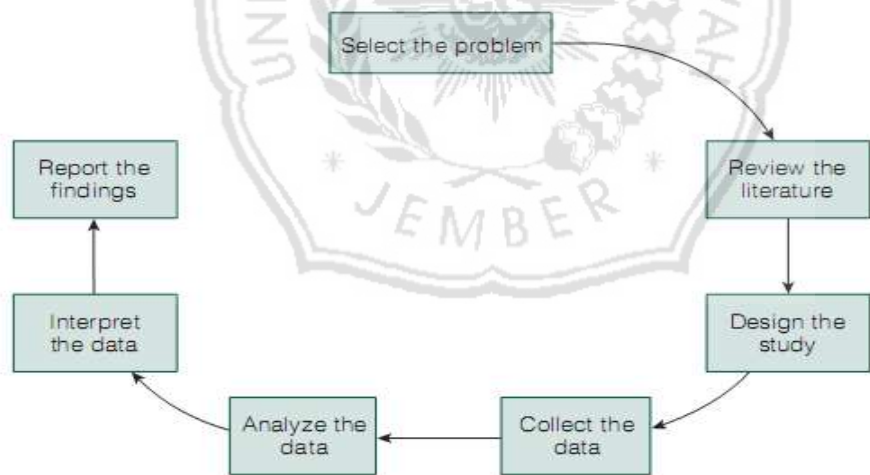 Select the problem
Review the
literature
Design the
study
Collect the
data
Analyze the
data
Interpret
the data
Report the
findings
JEMBER